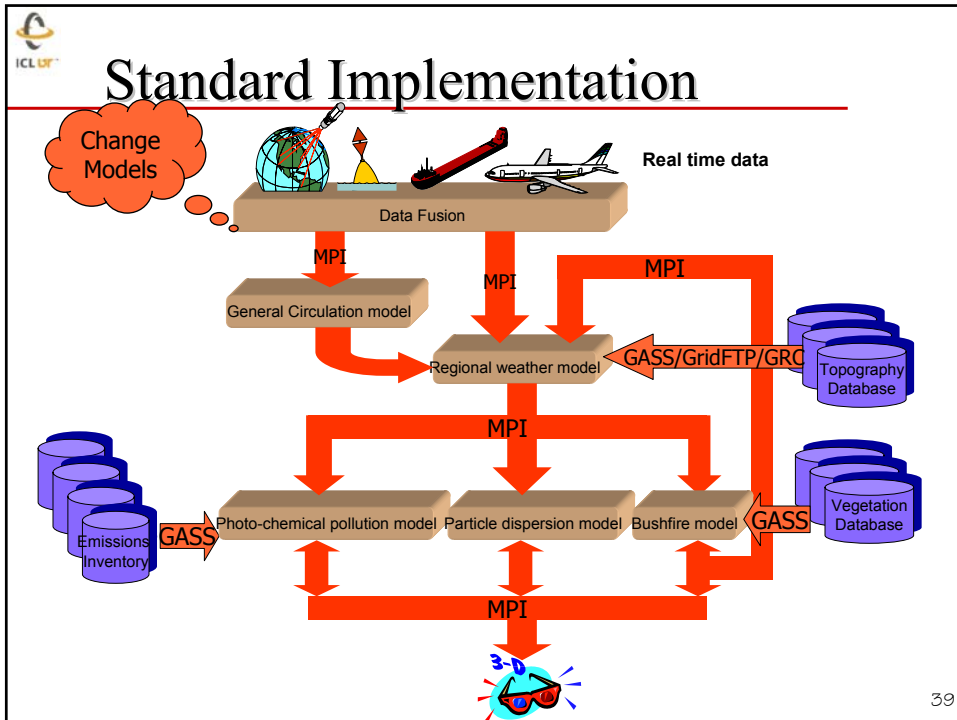 ICL UT
Standard Implementation
Change
Models
Real time data
Data Fusion
MPI
MPI
MPI
General Circulation model
Regional weather model
GASS/GridFTP/GRC
Topography
Database
MPI
Photo-chemical pollution model
Particle dispersion model
Bushfire model
GASS
Vegetation
Database
Emissions
Inventory
GASS
MPI
3-D
39